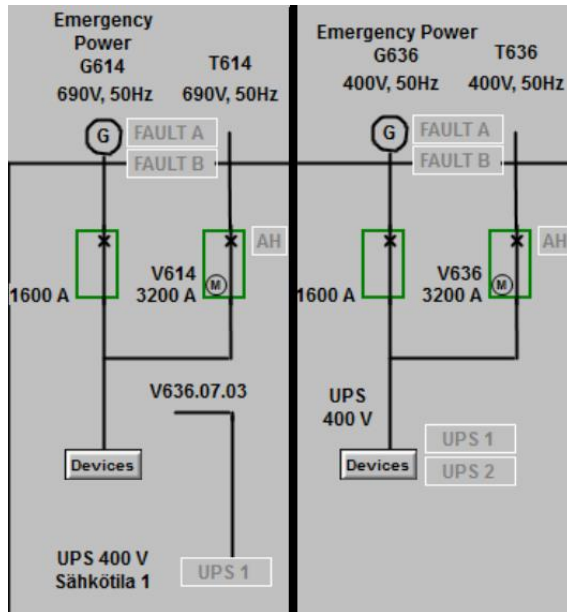 Emergency
Power
G614
T614
690V, 50Hz
690V, 50Hz
G
FAULT A
FAULT B
AH
V614
M
1600 A
3200 A
V636.07.03
Devices
UPS 400 V
Sähkötila 1
UPS 1
Emergency Power
G636
T636
400V, 50Hz
400V, 50Hz
G
FAULT A
FAULT B
AH
V636
M
1600 A
3200 A
UPS
400 V
Devices
UPS 1
UPS 2